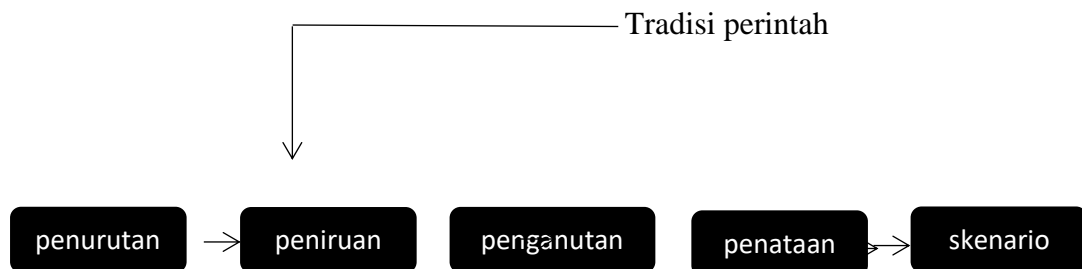 Tradisi perintah
penurutan
peniruan
penganutan
penataan
skenario